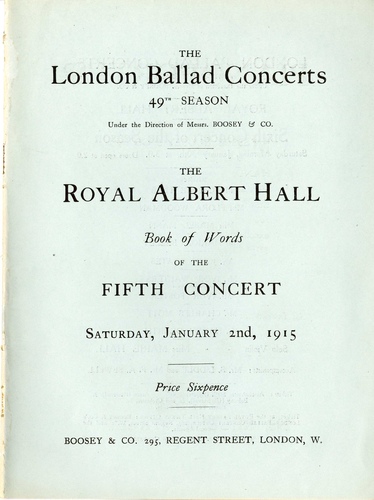 THE
London Ballad Concerts
49TH SEASON
Under the Direction of Messrs. BOOSEY & CO.
THE
ROYAL ALBERT HALL
Book of Words
OF THE
FIFTH CONCERT
SATURDAY, JANUARY 2nd, 1915
Price Sixpence
BOOSEY & CO. 295, REGENT STREET, LONDON, W.